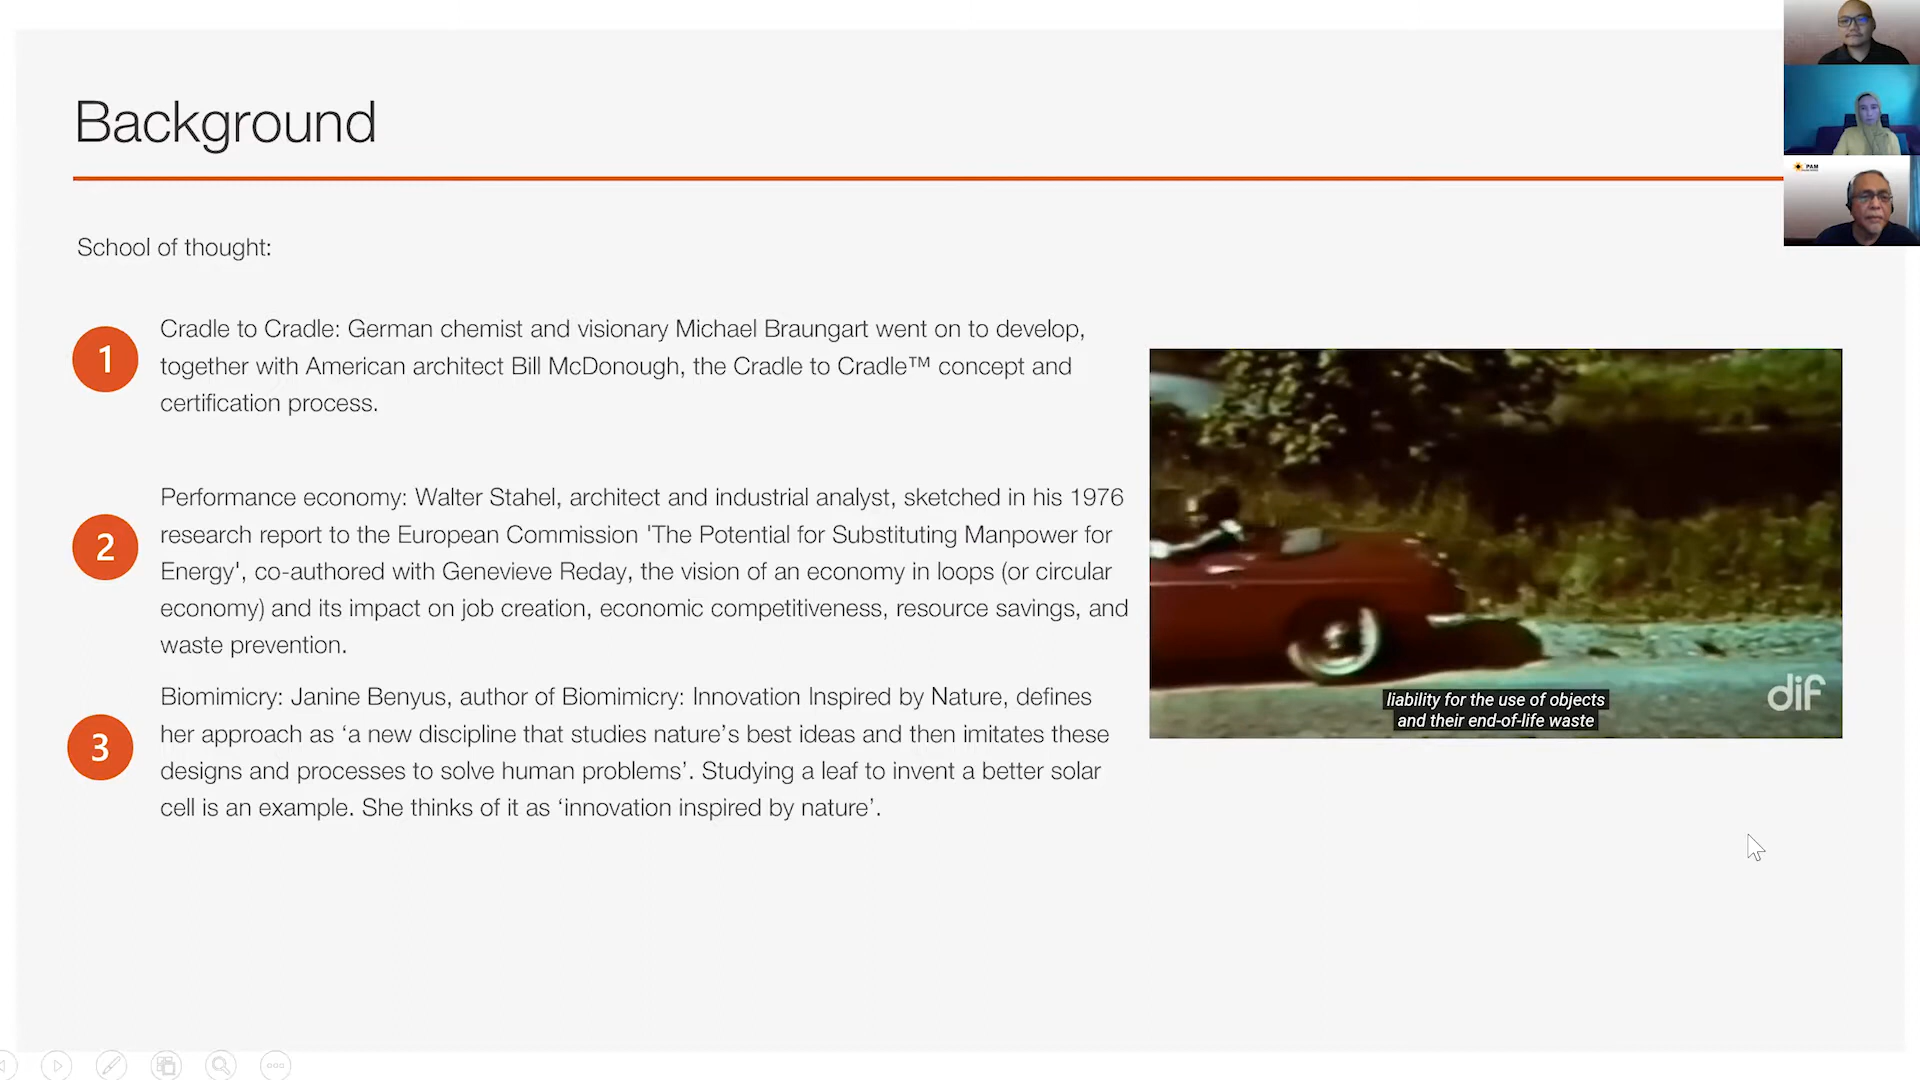 Background
PAM
School of thought:
1
Cradle to Cradle: German chemist and visionary Michael Braungart went on to develop,
together with American architect Bill McDonough, the Cradle to Cradle™ concept and
certification process.
2
Performance economy: Walter Stahel, architect and industrial analyst, sketched in his 1976
research report to the European Commission 'The Potential for Substituting Manpower for
Energy', co-authored with Genevieve Reday, the vision of an economy in loops (or circular
economy) and its impact on job creation, economic competitiveness, resource savings, and
waste prevention.
3
Biomimicry: Janine Benyus, author of Biomimicry: Innovation Inspired by Nature, defines
her approach as ‘a new discipline that studies nature’s best ideas and then imitates these
designs and processes to solve human problems’. Studying a leaf to invent a better solar
cell is an example. She thinks of it as ‘innovation inspired by nature’.
liability for the use of objects
and their end-of-life waste
dif